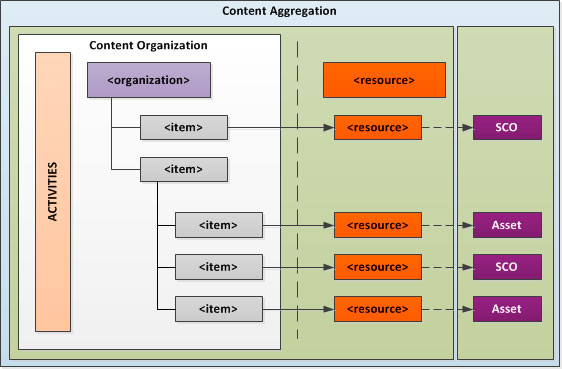 Content Aggregation
Content Organization
ACTIVITIES
<organization>
<resource>
<item>
<resource>
SCO
<item>
<item>
<resource>
Asset
<item>
<resource>
SCO
<item>
<resource>
Asset